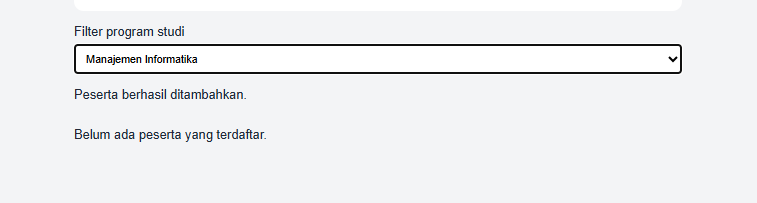 Filter program studi
Manajemen Informatika
Peserta berhasil ditambahkan.
Belum ada peserta yang terdaftar.